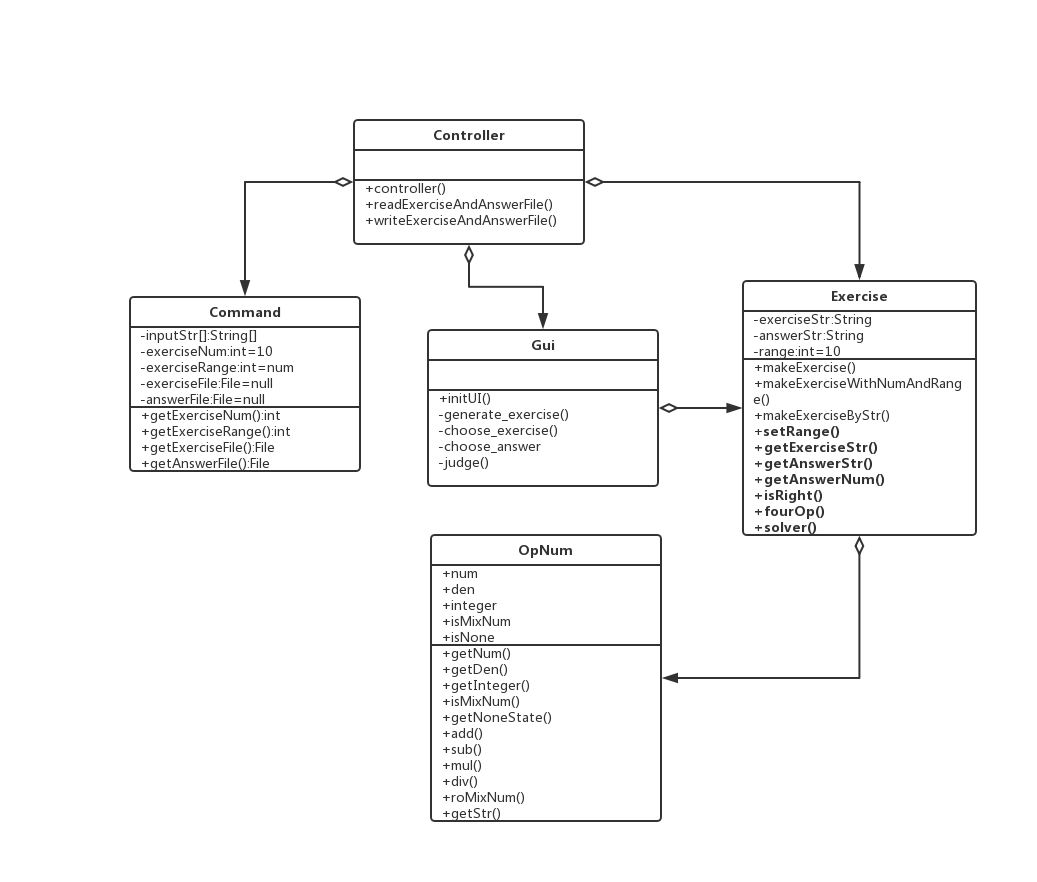 Controller
+controller()
+readExerciseAndAnswerFile()
+writeExerciseAndAnswerFile()
Command
-inputStr[]:String[]
-exerciseNum:int=10
-exerciseRange:int=num
-exerciseFile:File=null
-answerFile:File=null
+getExerciseNum():int
+getExerciseRange():int
+getExerciseFile():File
+getAnswerFile():File
Gui
+initUI()
-generate_exercise()
-choose_exercise()
-choose_answer
-judge()
Exercise
-exerciseStr:String
-answerStr:String
-range:int=10
+makeExercise()
+makeExerciseWithNumAndRang
e()
+makeExerciseByStr()
+setRange()
+getExerciseStr()
+getAnswerStr()
+getAnswerNum()
+isRight()
+fourOp()
+solver()
OpNum
+num
+den
+integer
+isMixNum
+isNone
+getNum()
+getDen()
+getInteger()
+isMixNum()
+getNoneState()
+add()
+sub()
+mul()
+div()
+roMixNum()
+getStr()